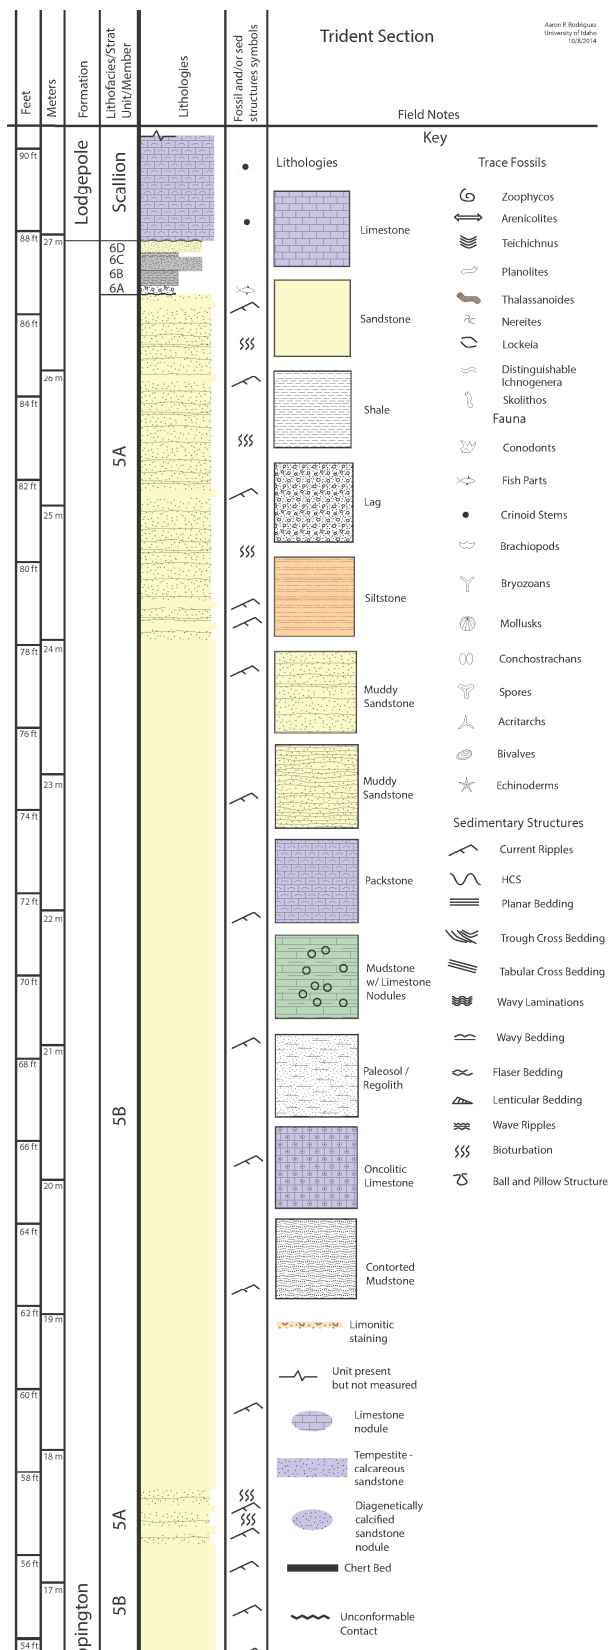 Aaron P. Rodriguez
University of Idaho
10/8/2014
Trident Section
Feet
Meters
Formation
Lithofacies/Strat
Unit/Member
Lithologies
Fossil and/or sed
structures symbols
Field Notes
90 ft
88 ft
86 ft
84 ft
82 ft
80 ft
78 ft
76 ft
74 ft
72 ft
70 ft
68 ft
66 ft
64 ft
62 ft
60 ft
58 ft
56 ft
54 ft
27 m
26 m
25 m
24 m
23 m
22 m
21 m
20 m
19 m
18 m
17 m
Lodgepole
ppington
Scallion
6D
6C
6B
6A
5A
5B
5A
5B
Key
Lithologies
Limestone
Sandstone
Shale
Lag
Siltstone
Muddy
Sandstone
Muddy
Sandstone
Packstone
Mudstone
w/ Limestone
Nodules
Paleosol /
Regolith
Oncolitic
Limestone
Contorted
Mudstone
Limonitic
staining
Unit present
but not measured
Limestone
nodule
Tempestite -
calcareous
sandstone
Diagenetically
calcified
sandstone
nodule
Chert Bed
Unconformable
Contact
Trace Fossils
Zoophycos
Arenicolites
Teichichnus
Planolites
Thalassanoides
Nereites
Lockeia
Distinguishable
Ichnogenera
Skolithos
Fauna
Conodonts
Fish Parts
Crinoid Stems
Brachiopods
Bryozoans
Mollusks
Conchostrachans
Spores
Acritarchs
Bivalves
Echinoderms
Sedimentary Structures
Current Ripples
HCS
Planar Bedding
Trough Cross Bedding
Tabular Cross Bedding
Wavy Laminations
Wavy Bedding
Flaser Bedding
Lenticular Bedding
Wave Ripples
Bioturbation
Ball and Pillow Structure